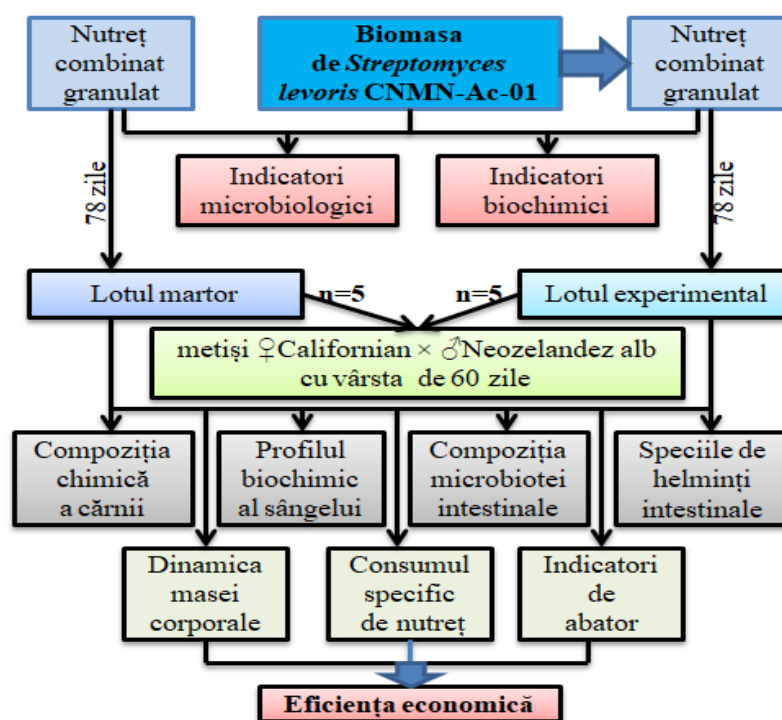 Nutreț
combinat
granulat
Biomasa
de Streptomyces
levoris CNMN-Ac-01
Nutreț
combinat
granulat
78 zile
Indicatori
microbiologici
Indicatori
biochimici
78 zile
Lotul martor
n=5
n=5
Lotul experimental
metiși ♀Californian × ♂Neozelandez alb
cu vârsta de 60 zile
Compoziția
chimică
a cărnii
Profilul
biochimic
al sângelui
Compoziția
microbiotei
intestinale
Speciile de
helminți
intestinale
Dinamica
masei
corporale
Consumul
specific
de nutreț
Indicatori
de
abator
Eficiența economică